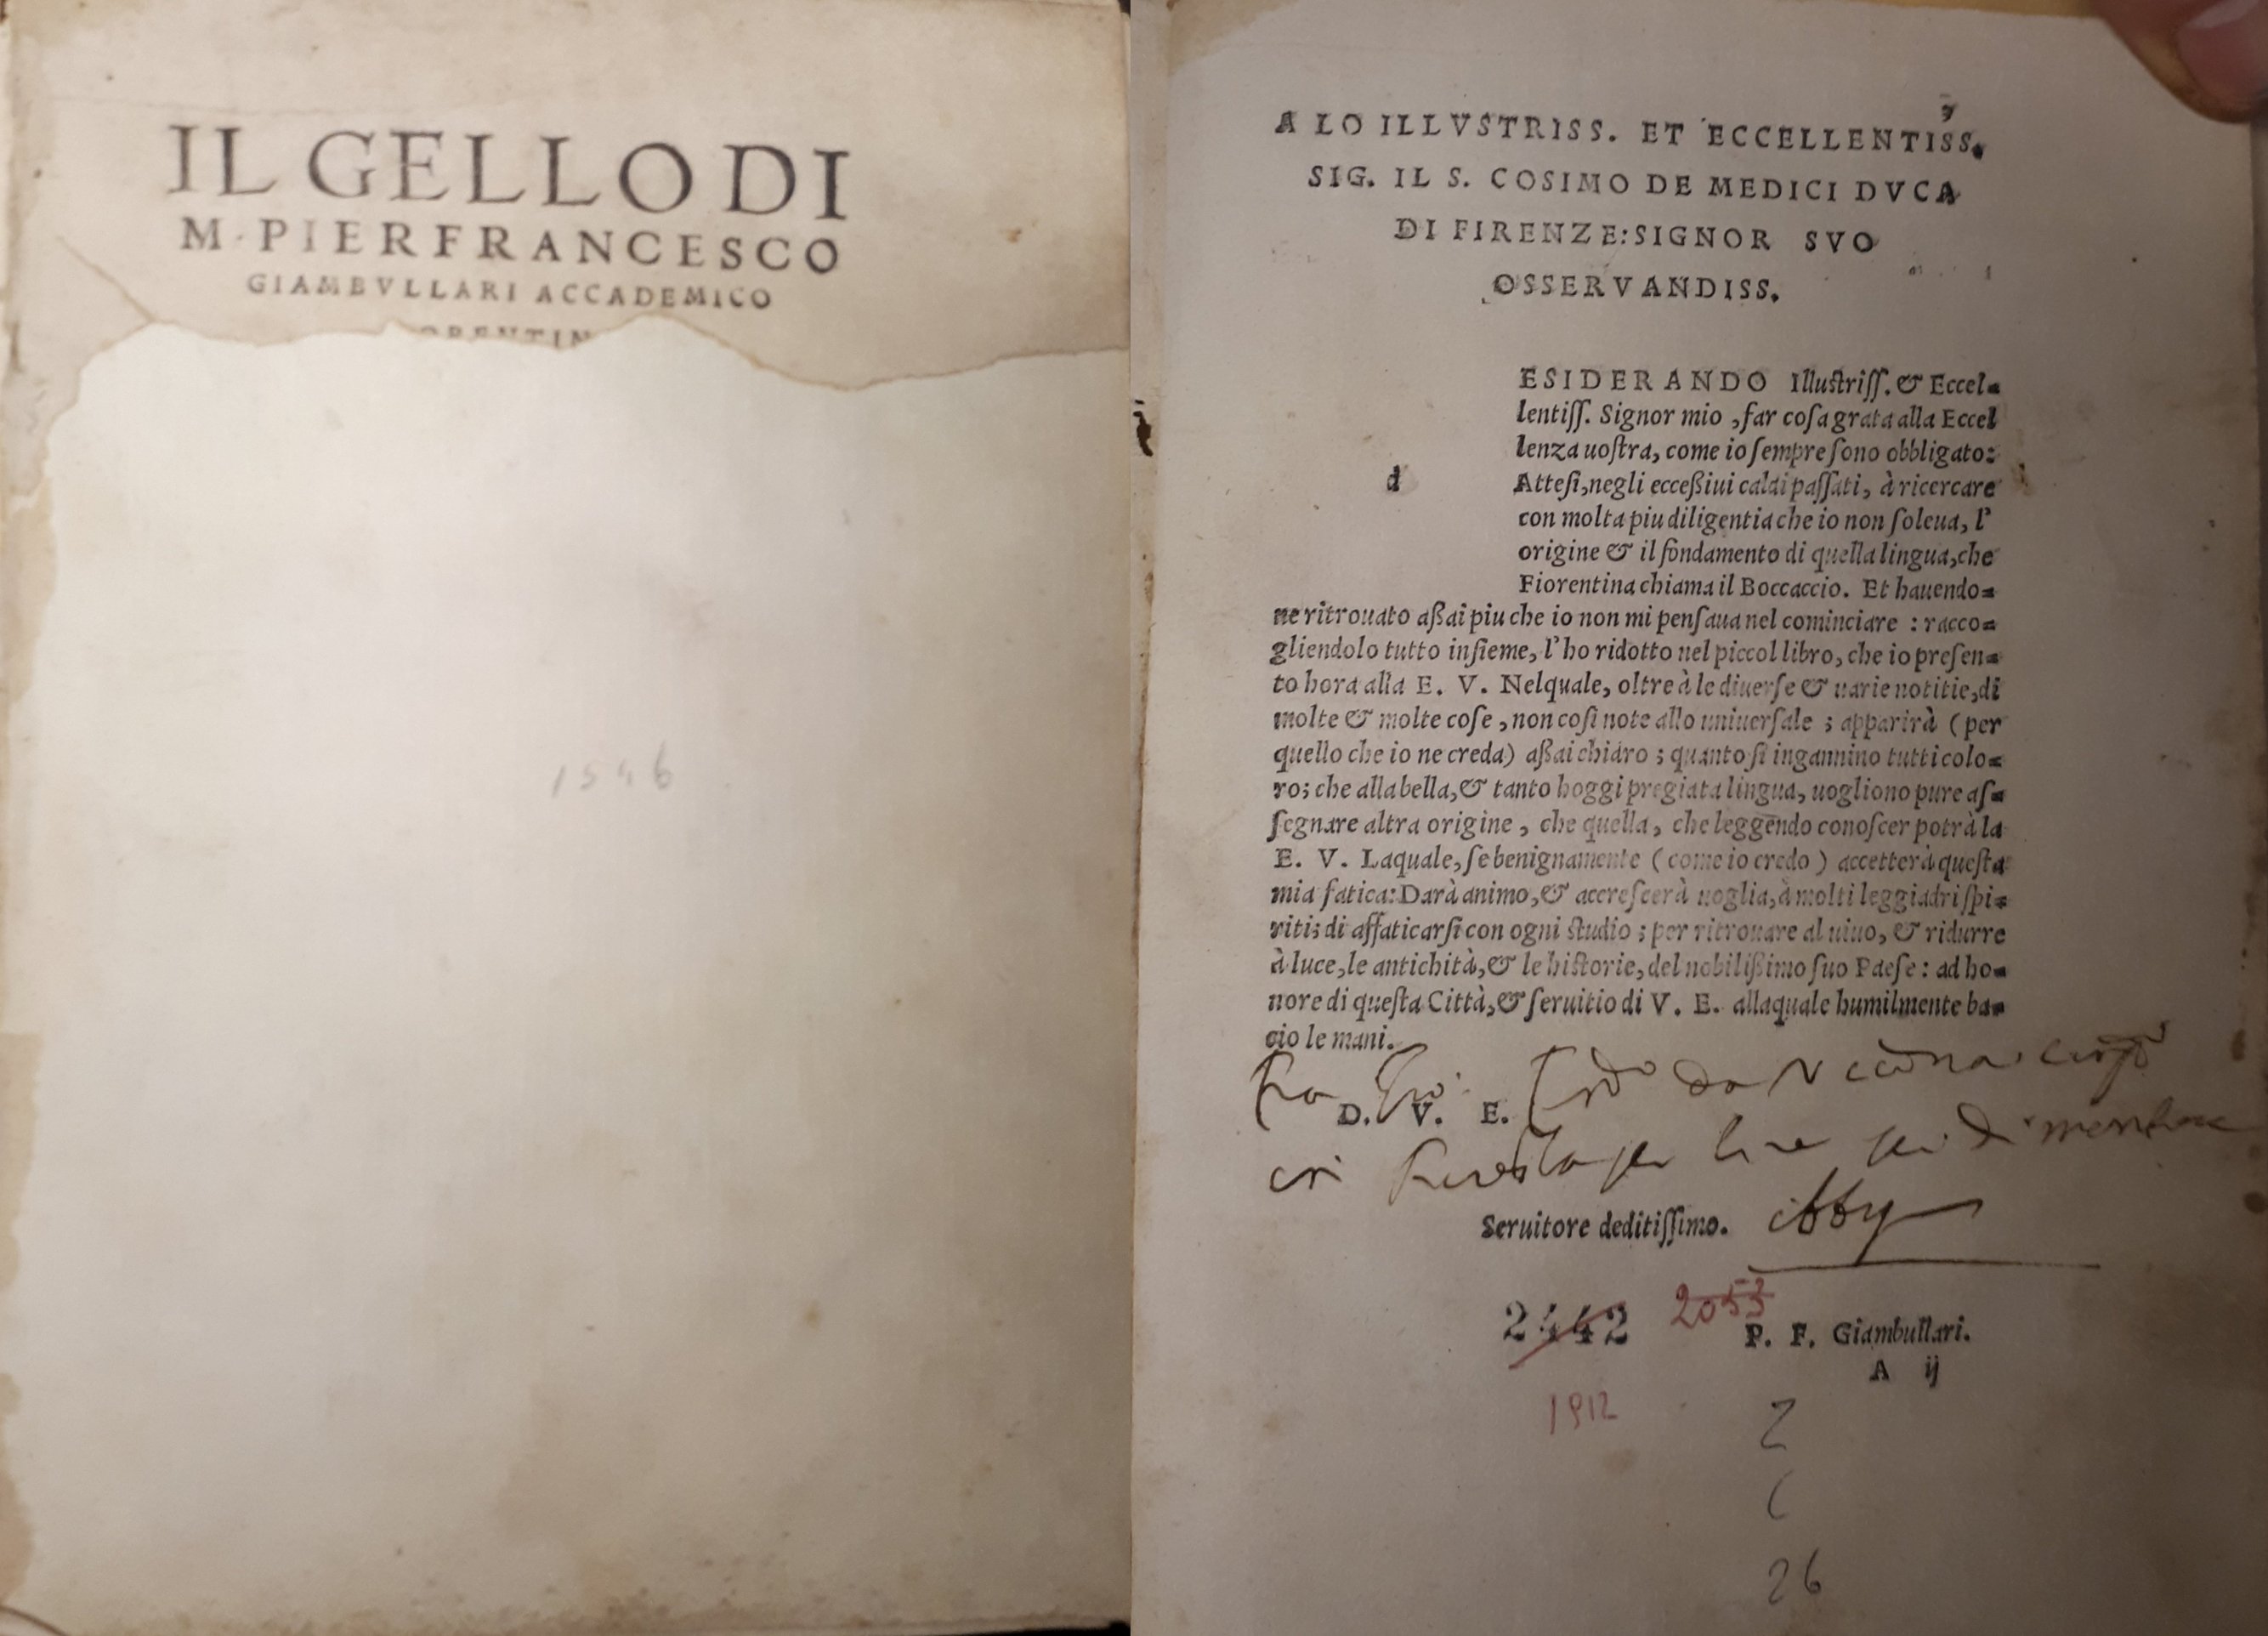 IL GELLO DI
M. PIERFRANCESCO
GIAMBVLLARI ACCADEMICO
ORENTIN
1546
A LO ILLVSTRISS. ET ECCELLENTISS.
SIG. IL S. COSIMO DE MEDICI DVCA
DI FIRENZE: SIGNOR SVO
OSSERVANDISS.
d
ESIDERANDO Illustriſſ. & Eccel=
lentiſſ. Signor mio, far coſa grata alla Eccel
lenza uoſtra, come io ſempre ſono obbligato:
Atteſi, negli ecceßiui caldi paſſati, à ricercare
con molta piu diligentia che io non ſoleua, l'
origine & il fondamento di quella lingua, che
Fiorentina chiama il Boccaccio. Et hauendo=
ne ritrouato aßai piu che io non mi penſaua nel cominciare : racco=
gliendolo tutto inſieme, l'ho ridotto nel piccol libro, che io preſen=
to hora alla E. V. Nelquale, oltre à le diuerſe & uarie notitie, di
molte & molte coſe, non coſi note allo uniuerſale ; apparirà (per
quello che io ne creda) aßai chiaro ; quanto ſi ingannino tutti colo=
ro; che alla bella, & tanto hoggi pregiata lingua, uogliono pure aſ=
ſegnare altra origine, che quella, che leggendo conoſcer potrà la
E. V. Laquale, ſe benignamente (come io credo) accetterà queſta
mia fatica: Darà animo, & accreſcerà uoglia, à molti leggiadri ſpi=
riti; di affaticarſi con ogni studio ; per ritrouare al uiuo, & ridurre
à luce, le antichità, & le historie, del nobilißimo ſuo Paeſe : ad ho=
nore di queſta Città, & ſeruitio di V. E. allaquale humilmente ba=
cio le mani.
D. V. E.
Seruitore deditiſſimo.
2442 2053
P. F. Giambullari.
A ij
1912
2
26